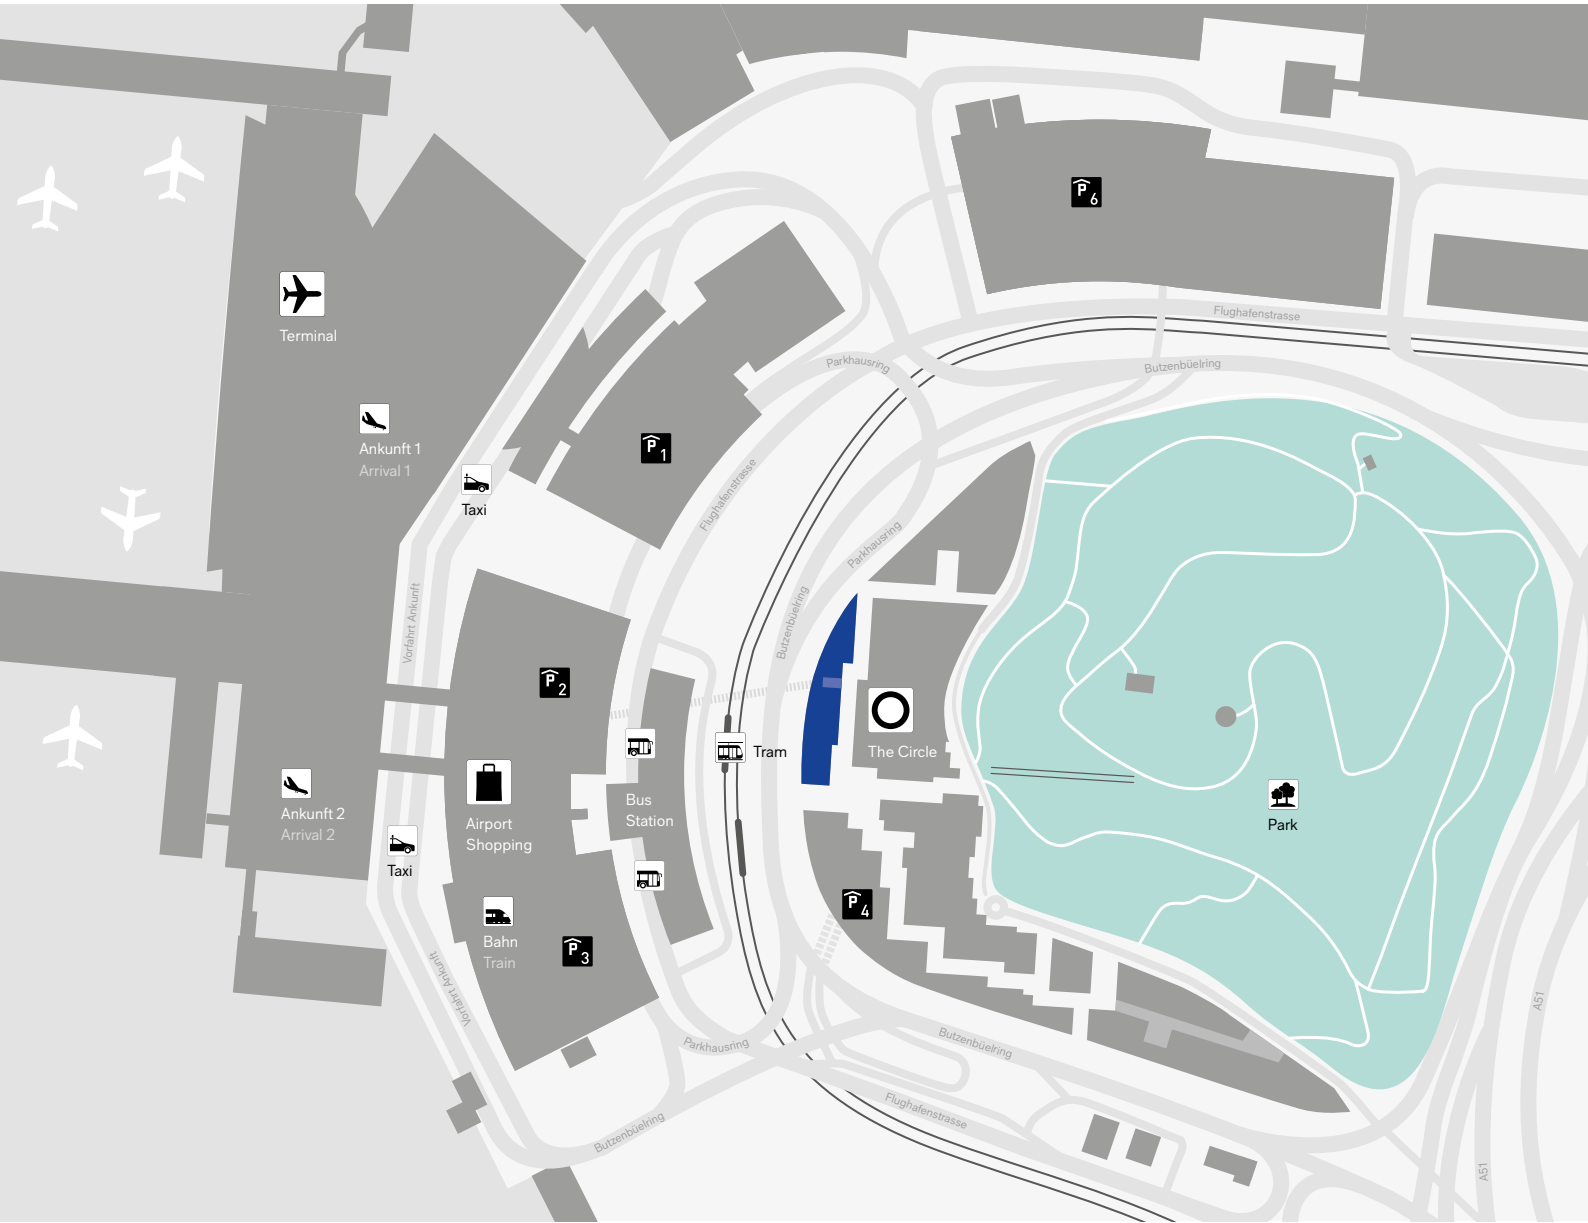 P6
Flughafenstrasse
Terminal
Parkhausring
Butzenbüelring
Ankunft 1
Arrival 1
P1
Taxi
Flughafenstrasse
Parkhausring
Vorfahrt Ankunft
Butzenbüelring
P2
The Circle
Tram
Ankunft 2
Arrival 2
Airport
Shopping
Bus
Station
Park
Taxi
P4
Bahn
Train
P3
Vorfahrt Ankunft
A51
Parkhausring
Butzenbüelring
Flughafenstrasse
Butzenbüelring
A51